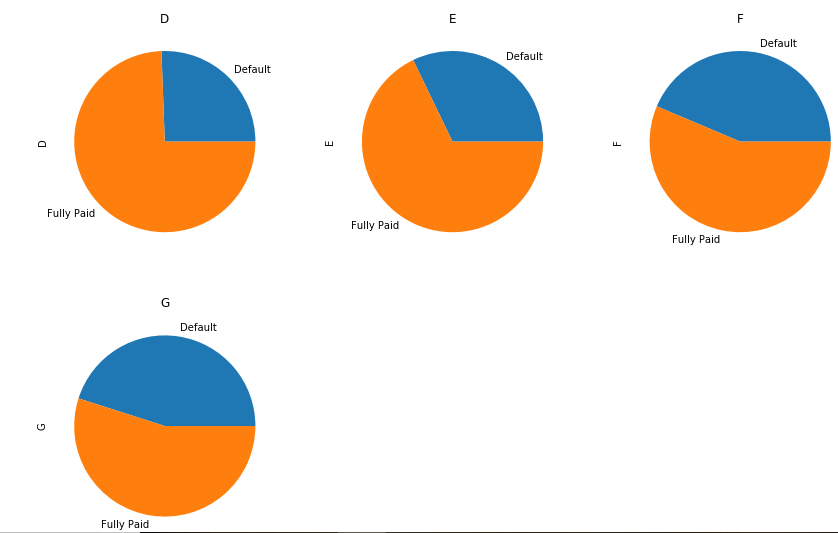 D
E
F
Default
Default
Default
D
E
F
Fully Paid
Fully Paid
Fully Paid
G
Default
G
Fully Paid